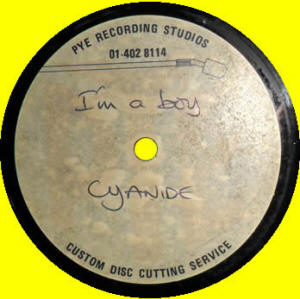 PYE RECORDING STUDIOS
01-402 8114
I'm a boy
CYANIDE
CUSTOM DISC CUTTING SERVICE